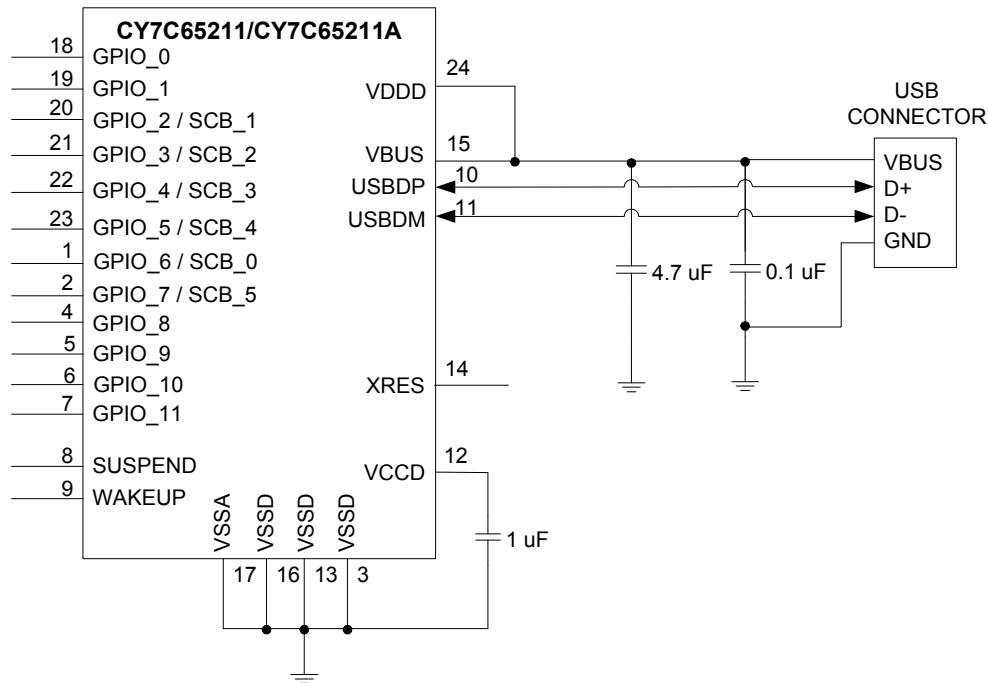 CY7C65211/CY7C65211A
18
GPIO_0
19
GPIO_1
20
GPIO_2 / SCB_1
21
GPIO_3 / SCB_2
22
GPIO_4 / SCB_3
23
GPIO_5 / SCB_4
1
GPIO_6 / SCB_0
2
GPIO_7 / SCB_5
4
GPIO_8
5
GPIO_9
6
GPIO_10
7
GPIO_11
8
SUSPEND
9
WAKEUP
VDDD
24
VBUS
15
USBDP
10
USBDM
11
XRES
14
VCCD
12
VSSA
VSSD
VSSD
VSSD
17
16
13
3
1 uF
4.7 uF
0.1 uF
USB
CONNECTOR
VBUS
D+
D-
GND